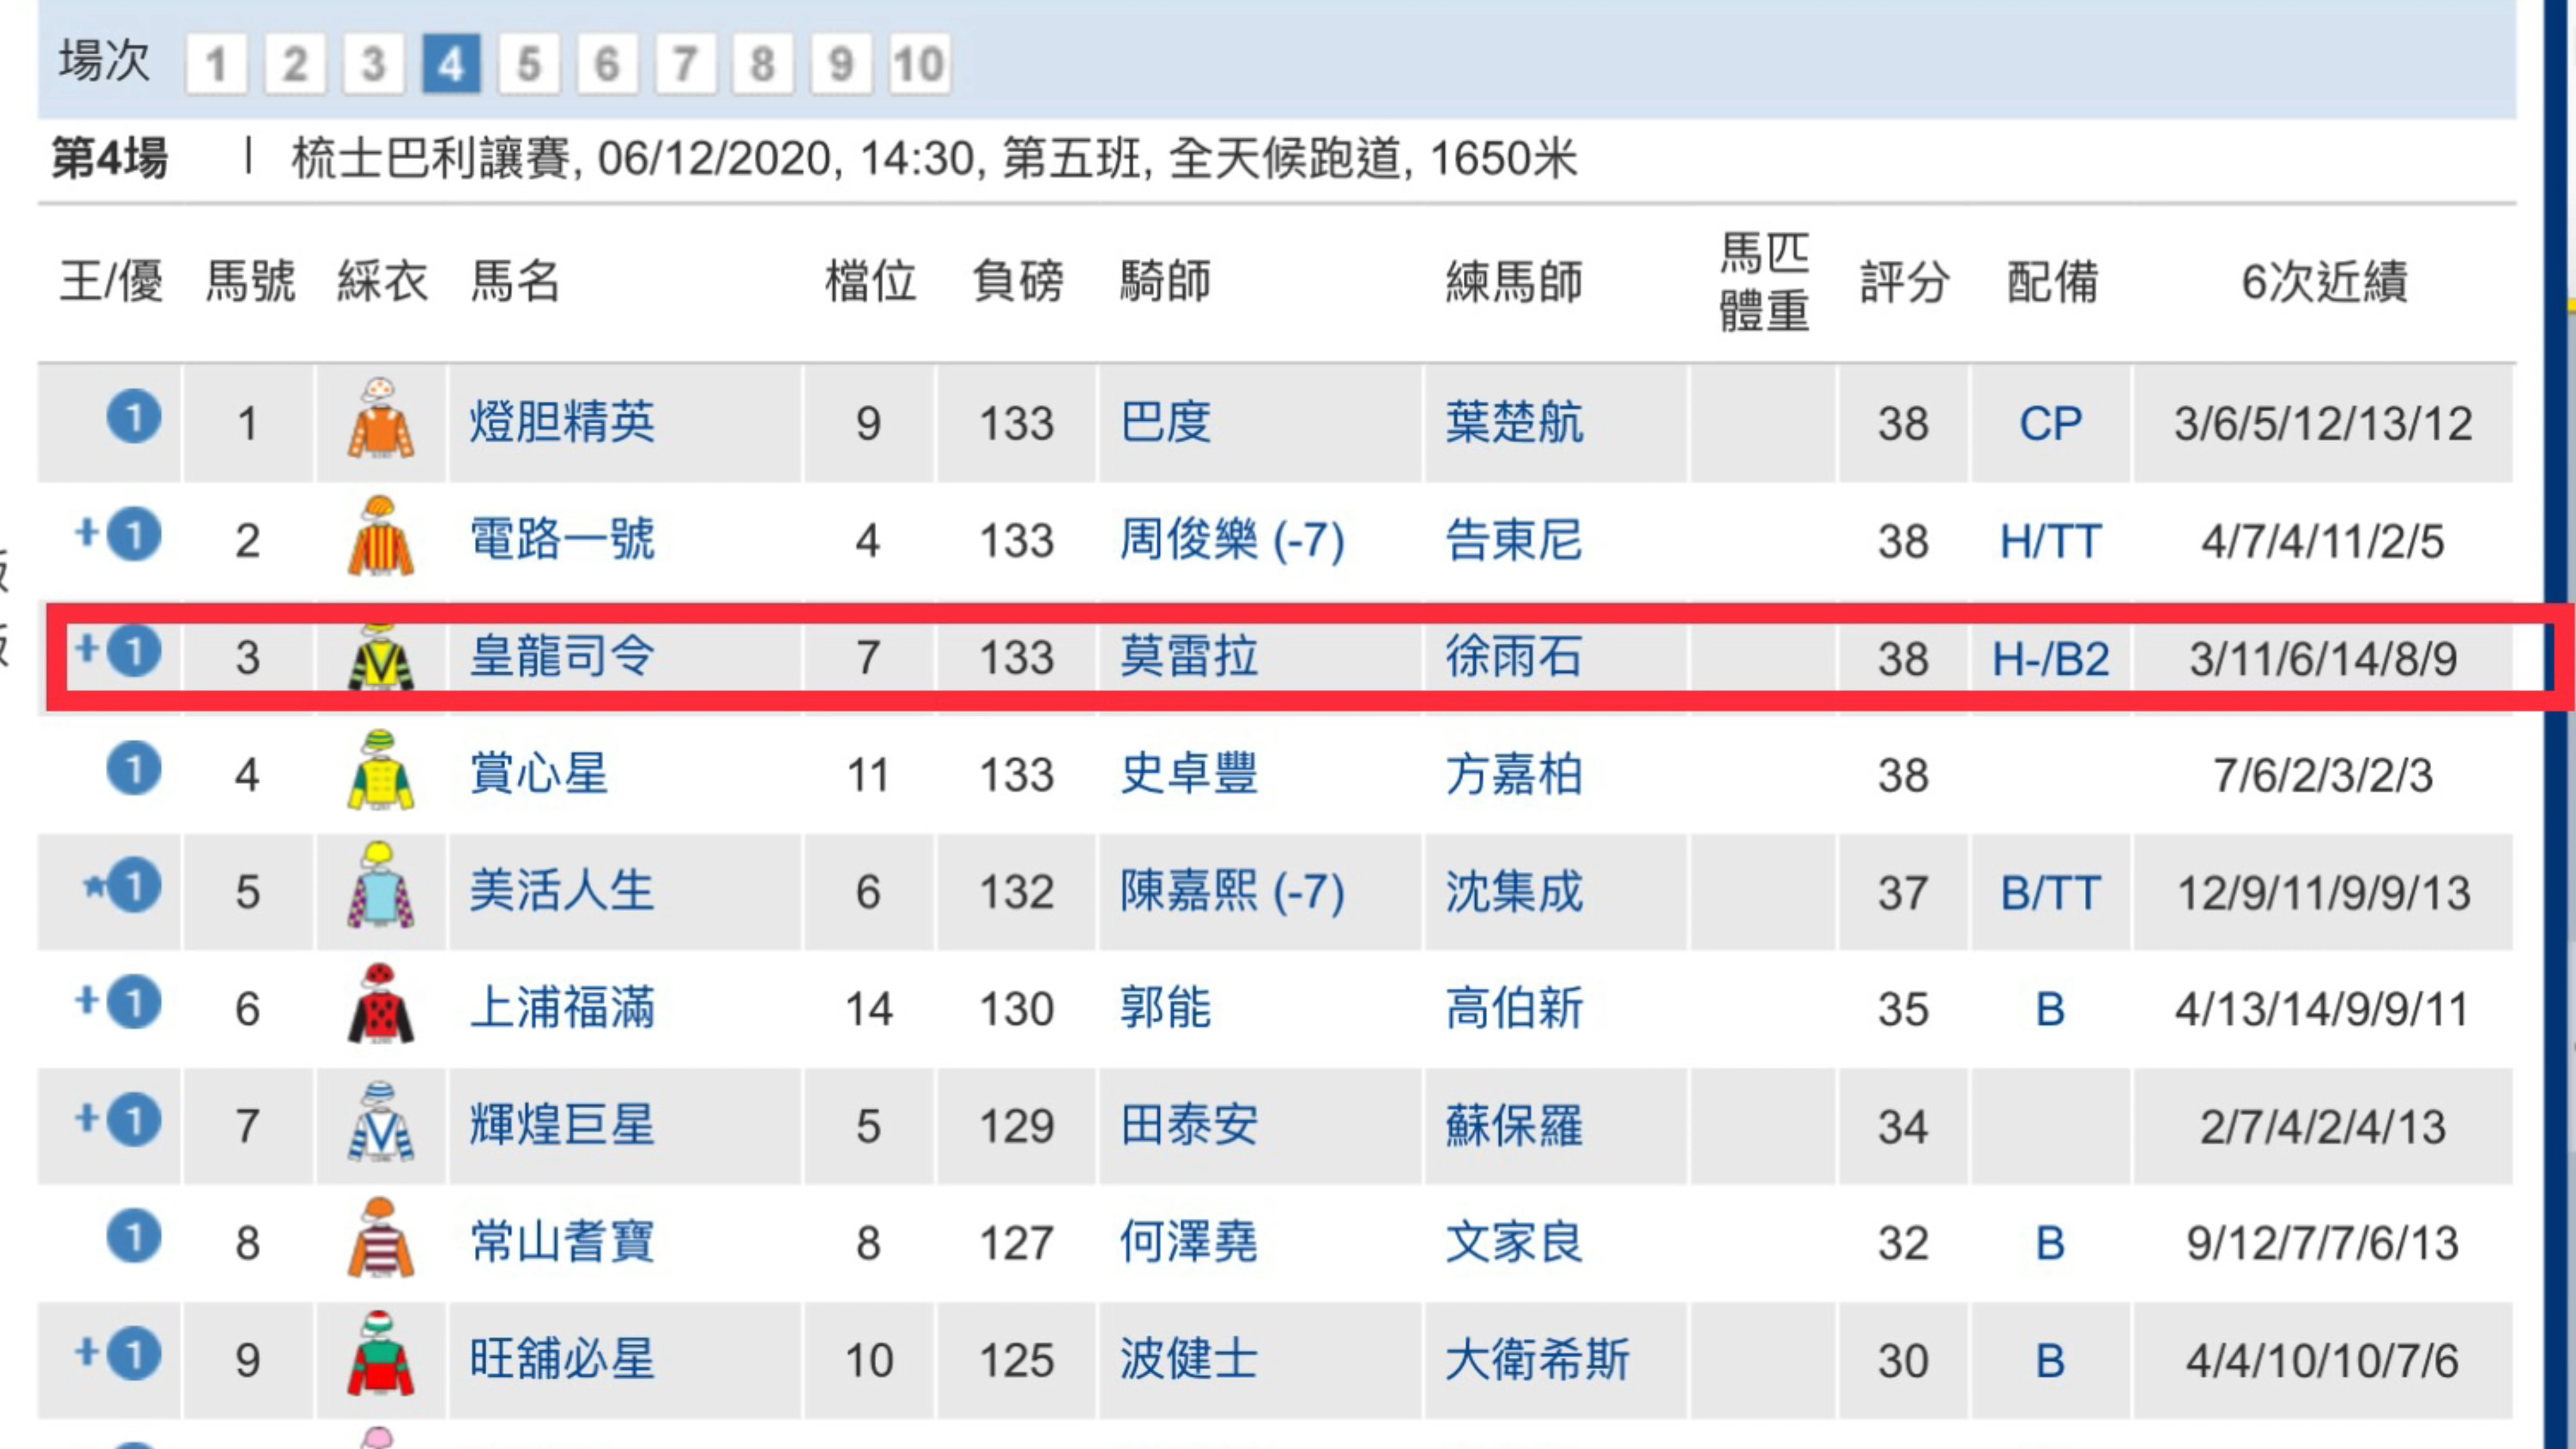 場次 1 2 3 4 5 6 7 8 9 10
第4場 | 梳士巴利讓賽, 06/12/2020, 14:30, 第五班, 全天候跑道, 1650米
王/優 馬號 綵衣 馬名 檔位 負磅 騎師 練馬師 馬匹體重 評分 配備 6次近績
1 1 燈胆精英 9 133 巴度 葉楚航 38 CP 3/6/5/12/13/12
+1 2 電路一號 4 133 周俊樂 (-7) 告東尼 38 H/TT 4/7/4/11/2/5
+1 3 皇龍司令 7 133 莫雷拉 徐雨石 38 H-/B2 3/11/6/14/8/9
1 4 賞心星 11 133 史卓豐 方嘉柏 38 7/6/2/3/2/3
★1 5 美活人生 6 132 陳嘉熙 (-7) 沈集成 37 B/TT 12/9/11/9/9/13
+1 6 上浦福滿 14 130 郭能 高伯新 35 B 4/13/14/9/9/11
+1 7 輝煌巨星 5 129 田泰安 蘇保羅 34 2/7/4/2/4/13
1 8 常山耆寶 8 127 何澤堯 文家良 32 B 9/12/7/7/6/13
+1 9 旺舖必星 10 125 波健士 大衛希斯 30 B 4/4/10/10/7/6